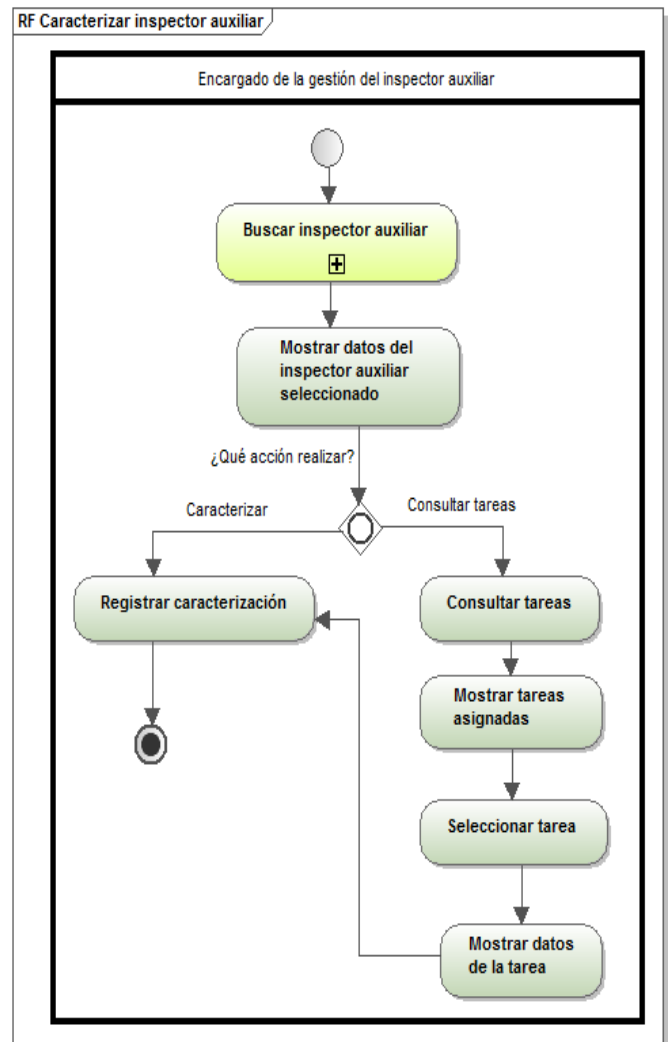 RF Caracterizar inspector auxiliar
Encargado de la gestión del inspector auxiliar
Buscar inspector auxiliar
Mostrar datos del
inspector auxiliar
seleccionado
¿Qué acción realizar?
Caracterizar
Consultar tareas
Registrar caracterización
Consultar tareas
Mostrar tareas
asignadas
Seleccionar tarea
Mostrar datos
de la tarea